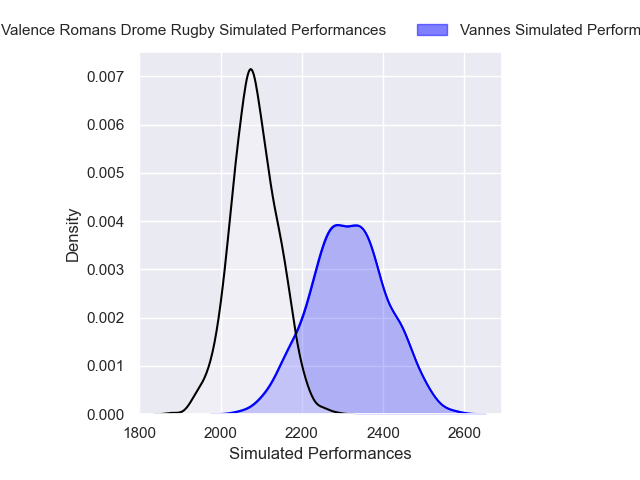 Valence Romans Drome Rugby Simulated Performances
Vannes Simulated Perform
0.007
0.006
0.005
0.004
0.003
0.002
0.001
0.000
Density
1800 2000 2200 2400 2600
Simulated Performances